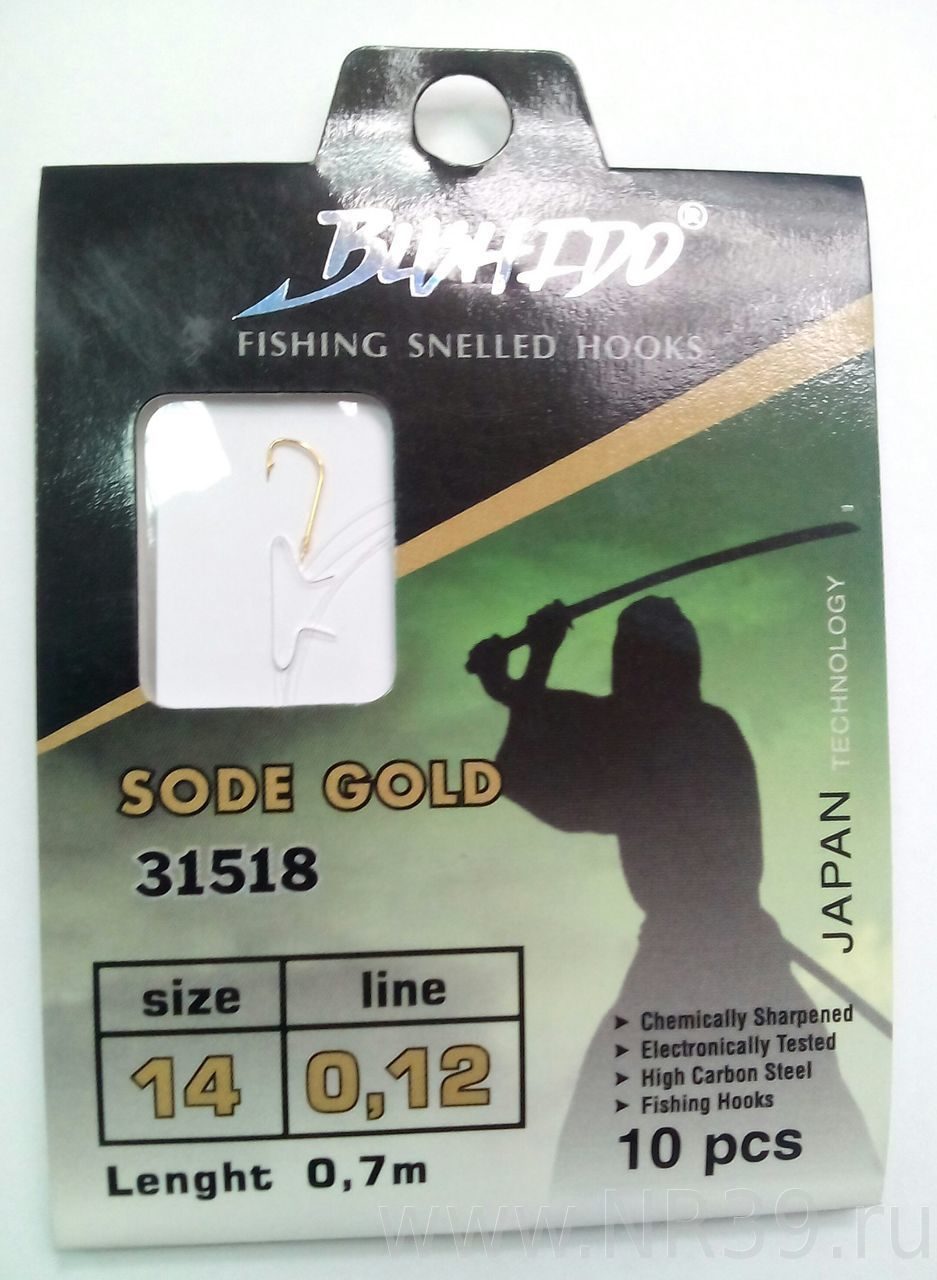 BUSHIDO®
FISHING SNELLED HOOKS
SODE GOLD
31518
size line
14 0,12
Lenght 0,7m
JAPAN TECHNOLOGY
➤ Chemically Sharpened
➤ Electronically Tested
➤ High Carbon Steel
➤ Fishing Hooks
10 pcs
www.NR39.ru